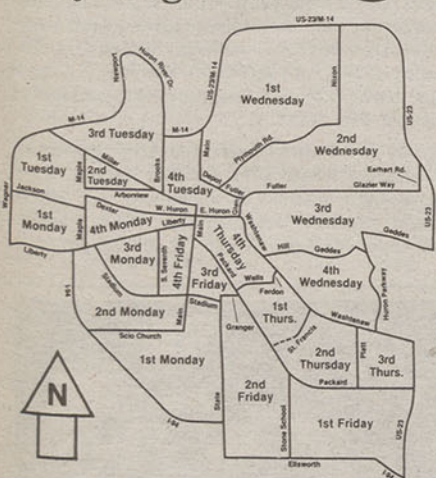 US-23/M-14
Newport
Huron River Dr.
US-23/M-14
Nixon
1st
Wednesday
M-14
3rd Tuesday
M-14
Main
US-23
Plymouth Rd.
2nd
Wednesday
1st
Tuesday
Maple
Miller
2nd
Tuesday
Brooks
4th
Tuesday
Depot
Fuller
Earhart Rd.
Wagner
Jackson
Arborview
Fuller
Glazier Way
US-23
1st
Monday
Maple
Dexter
W. Huron
E. Huron
Glen
3rd Wednesday
4th Monday
Liberty
Main
4th
Thursday
Washtenaw
Hill
Gaddes
Gaddes
Liberty
3rd
Monday
S. Seventh
4th Friday
Packard
4th
Wednesday
Huron Parkway
Stadium
3rd
Friday
Wells
Ferdon
2nd Monday
Main
Stadium
1st
Thurs.
Washtenaw
Scio Church
Granger
St. Francis
Platt
1st Monday
2nd
Thursday
3rd
Thurs.
N
State
2nd
Friday
Packard
Stone School
1st Friday
US-23
I-94
Ellsworth
I-94